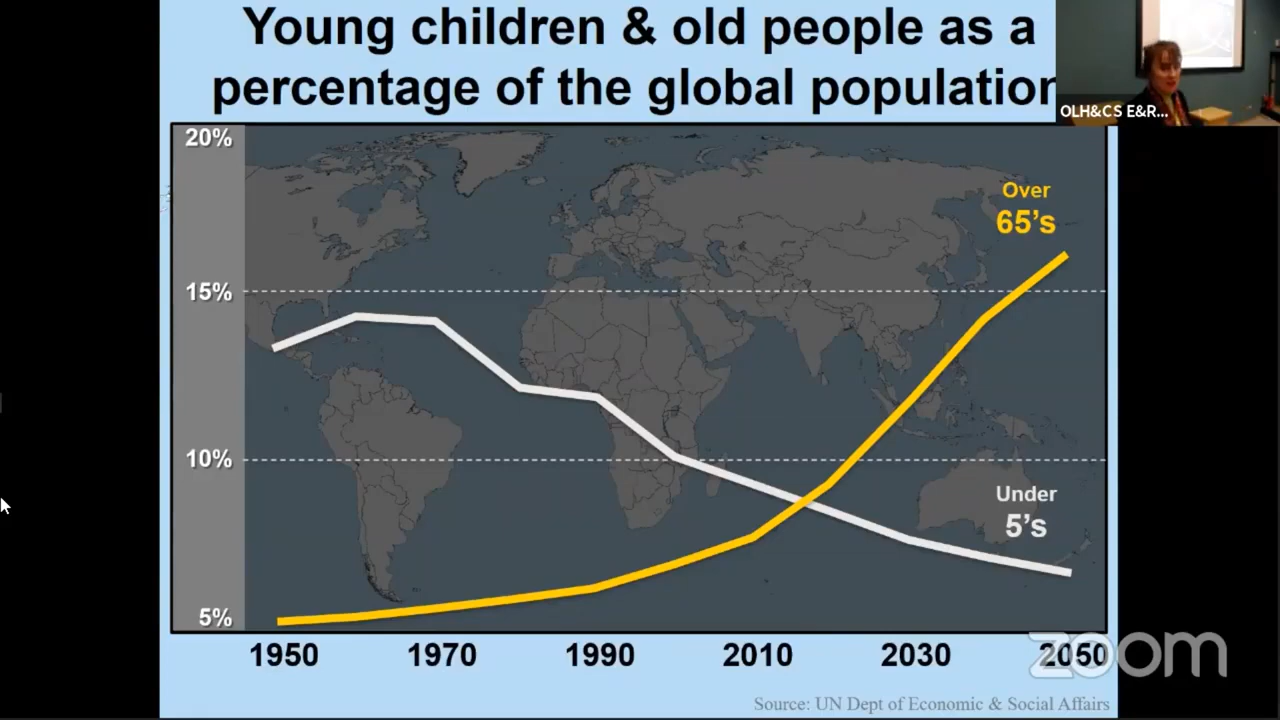 Young children & old people as a
percentage of the global population
OLH&CS E&R...
20%
Over
65's
15%
10%
Under
5's
5%
1950 1970 1990 2010 2030 2050
zoom
Source: UN Dept of Economic & Social Affairs